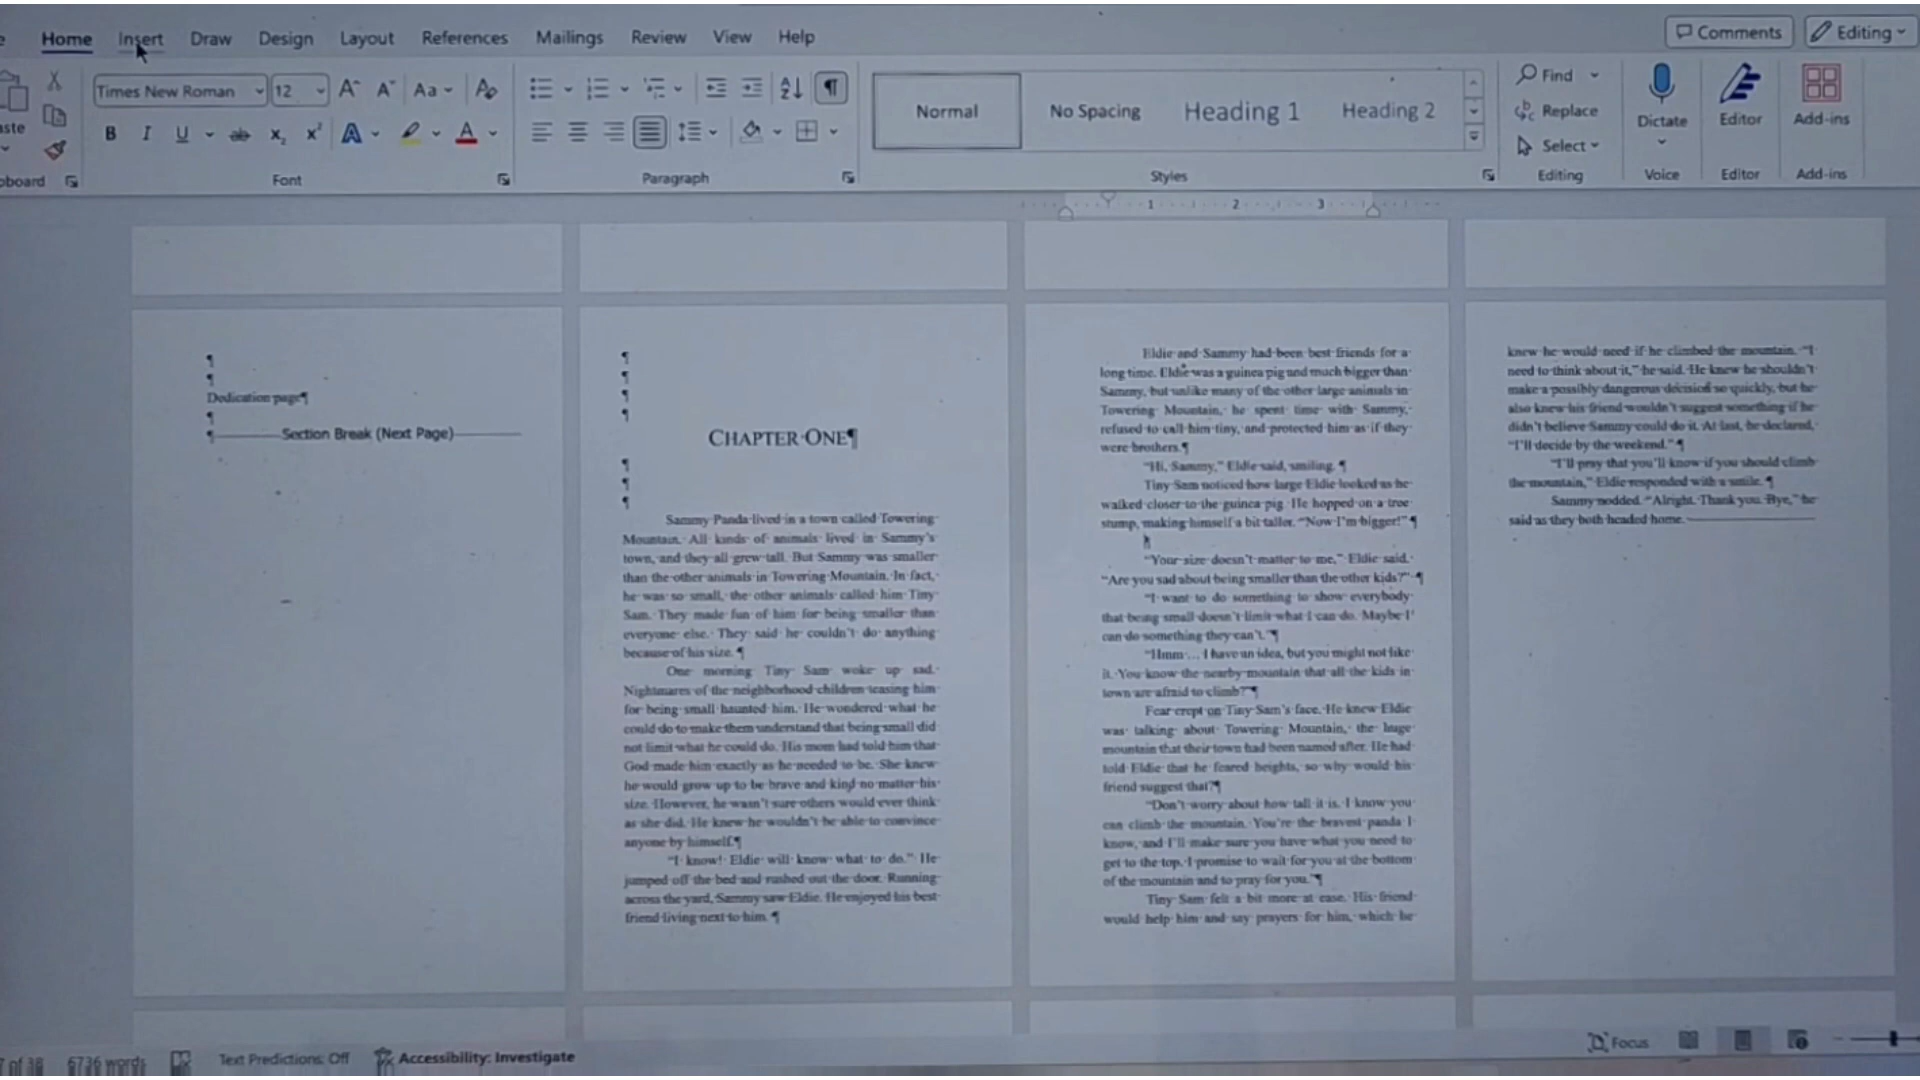 Home Insert Draw Design Layout References Mailings Review View Help
Comments Editing
Times New Roman 12 Aa
Normal No Spacing Heading 1 Heading 2
Find
Replace
Select
Dictate Editor Add-ins
Font Paragraph Styles Editing Voice Editor Add-ins
1 2 3
Dedication page¶
Section Break (Next Page)
CHAPTER ONE¶
Sammy Panda lived in a town called Towering
Mountain. All kinds of animals lived in Sammy's
town, and they all grew tall. But Sammy was smaller
than the other animals in Towering Mountain. In fact,
he was so small, the other animals called him Tiny
Sam. They made fun of him for being smaller than
everyone else. They said he couldn't do anything
because of his size. ¶
One morning Tiny Sam woke up sad.
Nightmares of the neighborhood children teasing him
for being small haunted him. He wondered what he
could do to make them understand that being small did
not limit what he could do. His mom had told him that
God made him exactly as he needed to be. She knew
he would grow up to be brave and kind no matter his
size. However, he wasn't sure others would ever think
as she did. He knew he wouldn't be able to convince
anyone by himself.¶
"I know! Eldie will know what to do." He
jumped off the bed and rushed out the door. Running
across the yard, Sammy saw Eldie. He enjoyed his best
friend living next to him. ¶
Eldie and Sammy had been best friends for a
long time. Eldie was a guinea pig and much bigger than
Sammy, but unlike many of the other large animals in
Towering Mountain, he spent time with Sammy,
refused to call him tiny, and protected him as if they
were brothers.¶
"Hi, Sammy," Eldie said, smiling. ¶
Tiny Sam noticed how large Eldie looked as he
walked closer to the guinea pig. He hopped on a tree
stump, making himself a bit taller. "Now I'm bigger!" ¶
"Your size doesn't matter to me," Eldie said.
"Are you sad about being smaller than the other kids?" ¶
"I want to do something to show everybody
that being small doesn't limit what I can do. Maybe I
can do something they can't."¶
"Hmm… I have an idea, but you might not like
it. You know the nearby mountain that all the kids in
town are afraid to climb?"¶
Fear crept on Tiny Sam's face. He knew Eldie
was talking about Towering Mountain, the huge
mountain that their town had been named after. He had
told Eldie that he feared heights, so why would his
friend suggest that?¶
"Don't worry about how tall it is. I know you
can climb the mountain. You're the bravest panda I
know, and I'll make sure you have what you need to
get to the top. I promise to wait for you at the bottom
of the mountain and to pray for you."¶
Tiny Sam felt a bit more at ease. His friend
would help him and say prayers for him, which he
knew he would need if he climbed the mountain. "I
need to think about it," he said. He knew he shouldn't
make a possibly dangerous decision so quickly, but he
also knew his friend wouldn't suggest something if he
didn't believe Sammy could do it. At last, he declared,
"I'll decide by the weekend." ¶
"I'll pray that you'll know if you should climb
the mountain," Eldie responded with a smile. ¶
Sammy nodded. "Alright. Thank you. Bye," he
said as they both headed home.
of 38 6736 words Text Predictions: Off Accessibility: Investigate Focus